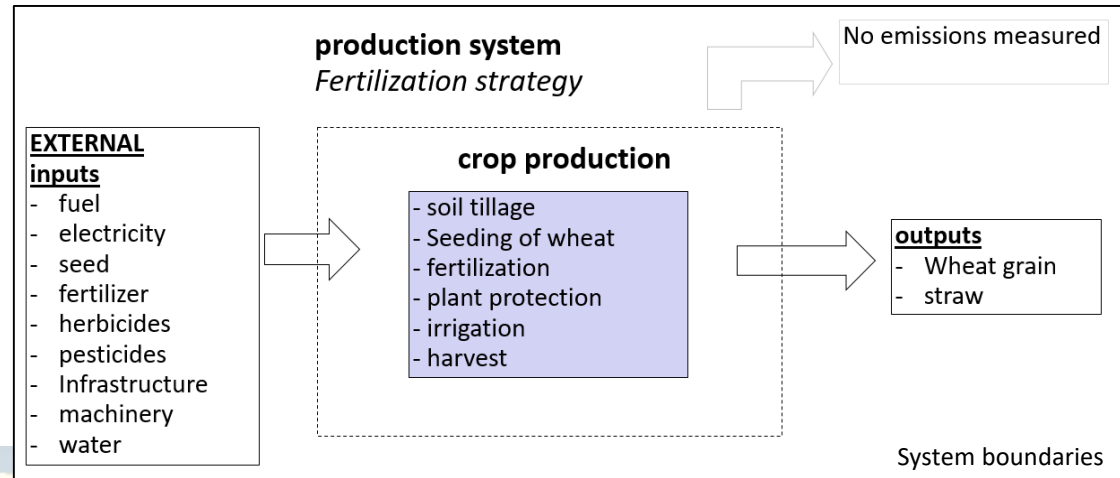 production system
Fertilization strategy
No emissions measured
EXTERNAL
inputs
- fuel
- electricity
- seed
- fertilizer
- herbicides
- pesticides
- Infrastructure
- machinery
- water
crop production
- soil tillage
- Seeding of wheat
- fertilization
- plant protection
- irrigation
- harvest
outputs
- Wheat grain
- straw
System boundaries